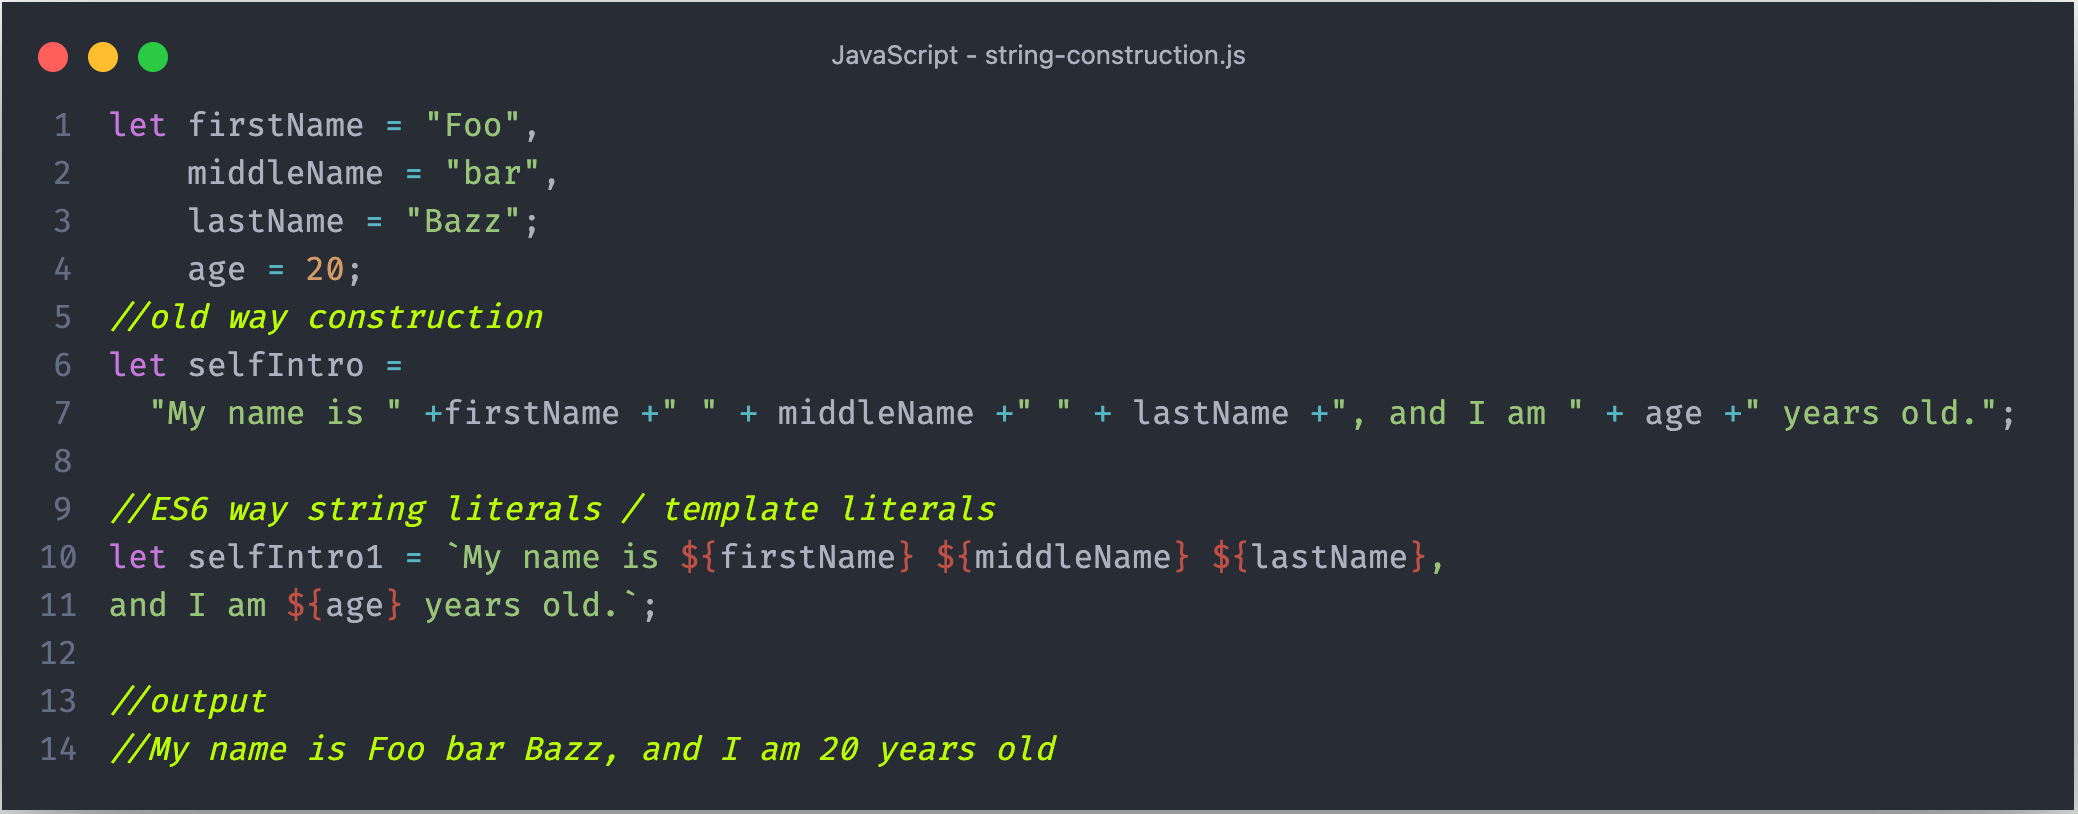 JavaScript - string-construction.js
1 let firstName = "Foo",
2     middleName = "bar",
3     lastName = "Bazz";
4     age = 20;
5 //old way construction
6 let selfIntro =
7   "My name is " +firstName +" " + middleName +" " + lastName +", and I am " + age +" years old.";
8
9 //ES6 way string literals / template literals
10 let selfIntro1 = `My name is ${firstName} ${middleName} ${lastName},
11 and I am ${age} years old.`;
12
13 //output
14 //My name is Foo bar Bazz, and I am 20 years old